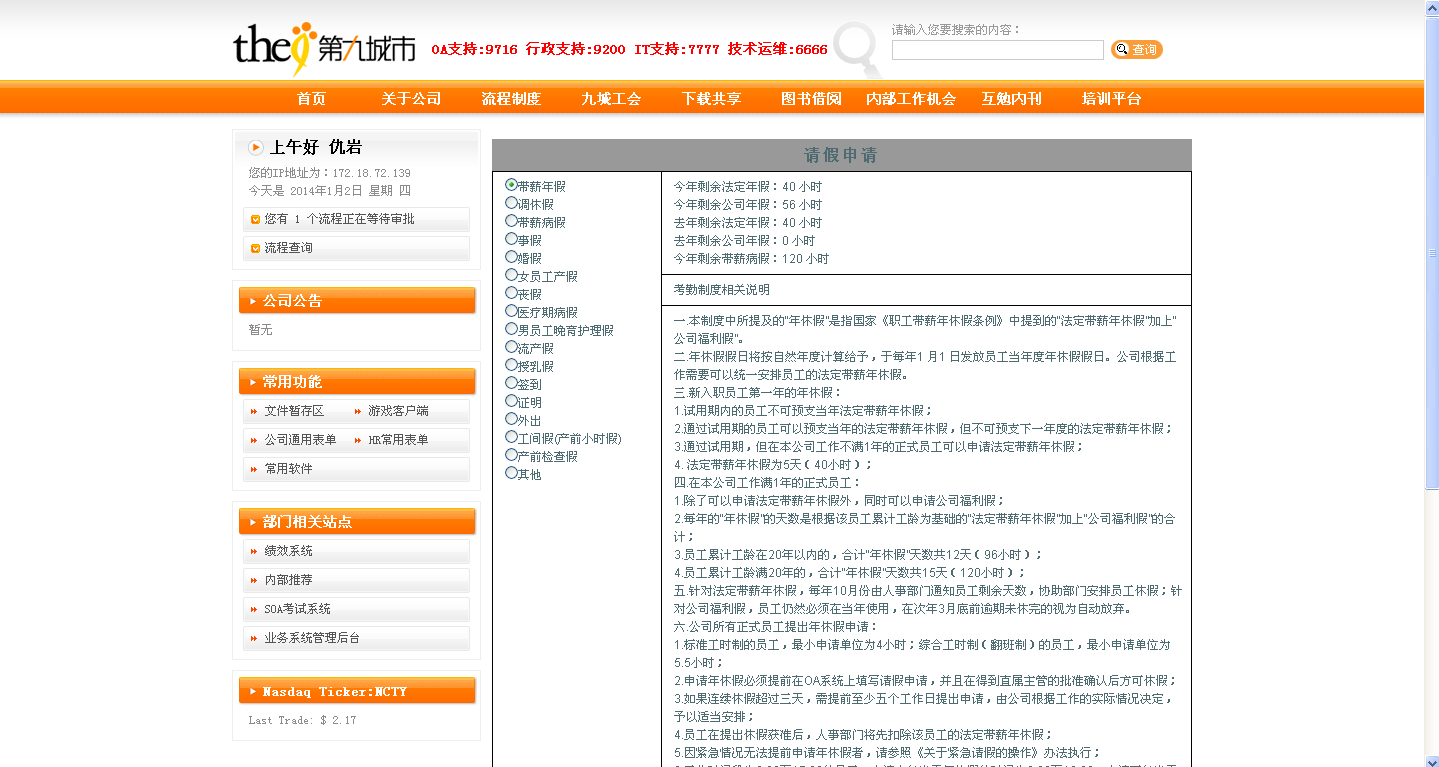 the9 第九城市
OA支持:9716 行政支持:9200 IT支持:7777 技术运维:6666
请输入您要搜索的内容：
查询
首页 关于公司 流程制度 九城工会 下载共享 图书借阅 内部工作机会 互勉内刊 培训平台
上午好 仇岩
您的IP地址为：172.18.72.139
今天是 2014年1月2日 星期 四
您有 1 个流程正在等待审批
流程查询
公司公告
暂无
常用功能
文件暂存区 游戏客户端
公司通用表单 HR常用表单
常用软件
部门相关站点
绩效系统
内部推荐
SOA考试系统
业务系统管理后台
Nasdaq Ticker:NCTY
Last Trade: $ 2.17
请假申请
带薪年假
调休假
带薪病假
事假
婚假
女员工产假
丧假
医疗期病假
男员工晚育护理假
流产假
授乳假
签到
证明
外出
工间假(产前小时假)
产前检查假
其他
今年剩余法定年假：40 小时
今年剩余公司年假：56 小时
去年剩余法定年假：40 小时
去年剩余公司年假：0 小时
今年剩余带薪病假：120 小时
考勤制度相关说明
一.本制度中所提及的"年休假"是指国家《职工带薪年休假条例》中提到的"法定带薪年休假"加上"
公司福利假"。
二.年休假假日将按自然年度计算给予，于每年1 月1 日发放员工当年度年休假假日。公司根据工
作需要可以统一安排员工的法定带薪年休假。
三.新入职员工第一年的年休假：
1.试用期内的员工不可预支当年法定带薪年休假；
2.通过试用期的员工可以预支当年的法定带薪年休假，但不可预支下一年度的法定带薪年休假；
3.通过试用期，但在本公司工作不满1年的正式员工可以申请法定带薪年休假；
4. 法定带薪年休假为5天（40小时）；
四.在本公司工作满1年的正式员工：
1.除了可以申请法定带薪年休假外，同时可以申请公司福利假；
2.每年的"年休假"的天数是根据该员工累计工龄为基础的"法定带薪年休假"加上"公司福利假"的合
计；
3.员工累计工龄在20年以内的，合计"年休假"天数共12天（96小时）；
4.员工累计工龄满20年的，合计"年休假"天数共15天（120小时）；
五.针对法定带薪年休假，每年10月份由人事部门通知员工剩余天数，协助部门安排员工休假；针
对公司福利假，员工仍然必须在当年使用，在次年3月底前逾期未休完的视为自动放弃。
六.公司所有正式员工提出年休假申请：
1.标准工时制的员工，最小申请单位为4小时；综合工时制（翻班制）的员工，最小申请单位为
5.5小时；
2.申请年休假必须提前在OA系统上填写请假申请，并且在得到直属主管的批准确认后方可休假；
3.如果连续休假超过三天，需提前至少五个工作日提出申请，由公司根据工作的实际情况决定，
予以适当安排；
4.员工在提出休假获准后，人事部门将先扣除该员工的法定带薪年休假；
5.因紧急情况无法提前申请年休假者，请参照《关于紧急请假的操作》办法执行；